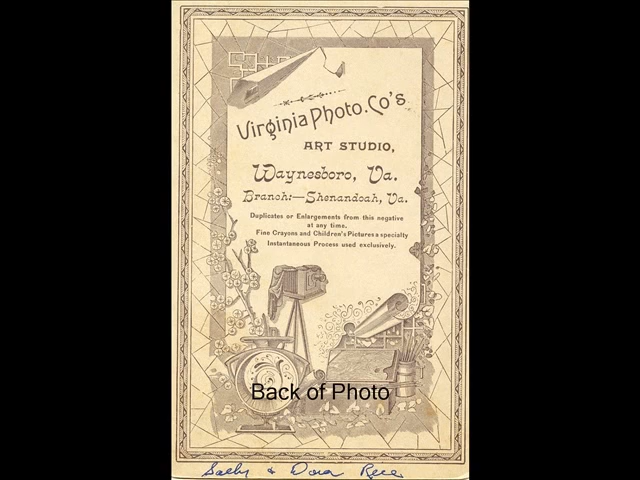 Virginia Photo. Co's
ART STUDIO,
Waynesboro, Va.
Branch:—Shenandoah, Va.
Duplicates or Enlargements from this negative
at any time.
Fine Crayons and Children's Pictures a specialty
Instantaneous Process used exclusively.
Back of Photo
Sally & Dora